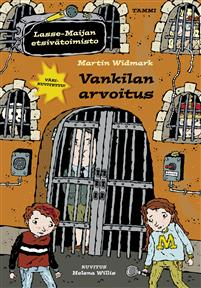 Lasse-Maijan
etsivätoimisto
TAMMI
VÄRI-
KUVITETTU!
Martin Widmark
Vankilan
arvoitus
M
KUVITUS
Helena Willis